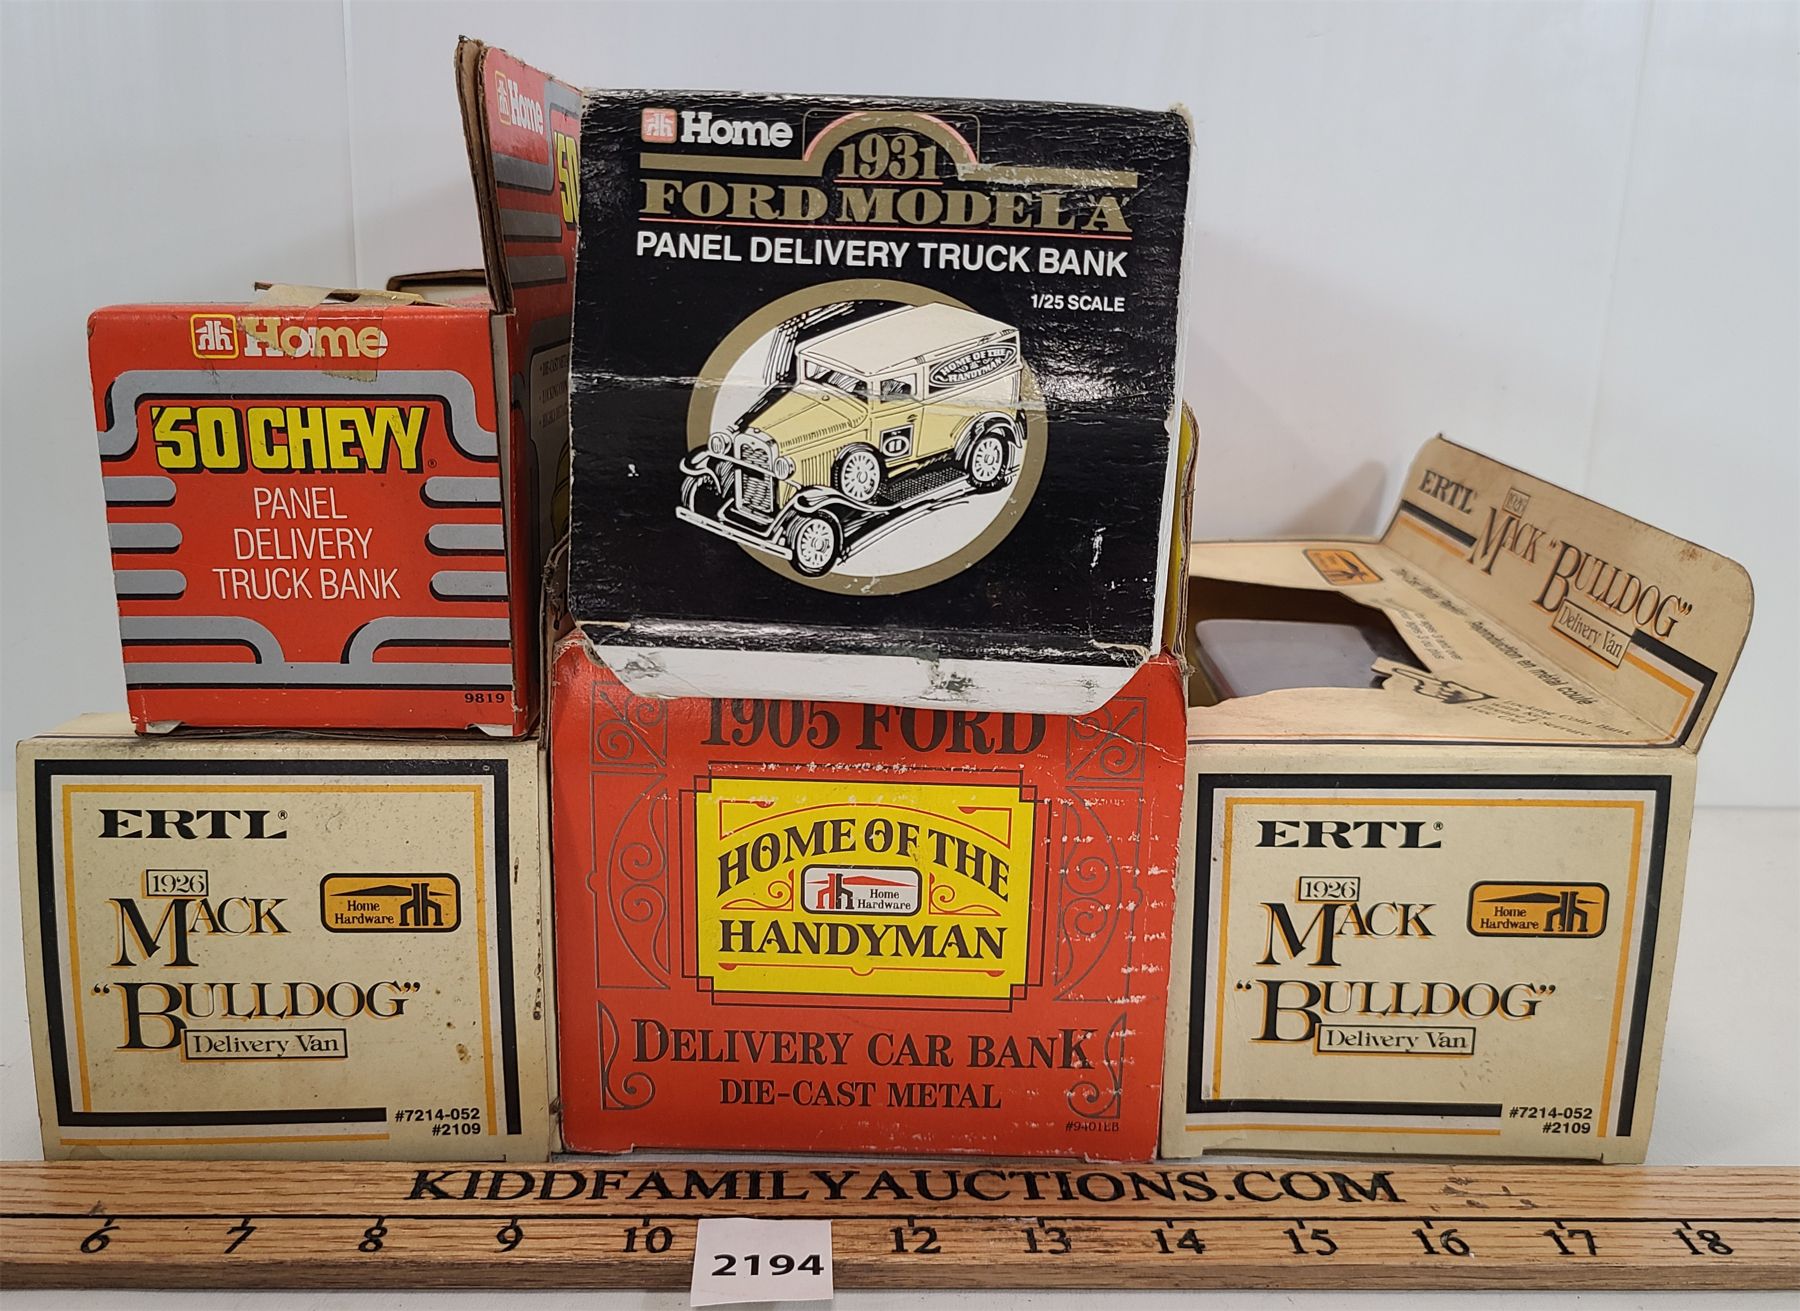 Home
'50
Home
1931
FORD MODEL "A"
PANEL DELIVERY TRUCK BANK
1/25 SCALE
HOME OF THE
HANDYMAN
Home
'50 CHEVY®
PANEL
DELIVERY
TRUCK BANK
9819
ERTL
MACK "BULLDOG"
Delivery Van
ERTL®
1926
MACK
"BULLDOG"
Delivery Van
Home
Hardware
#7214-052
#2109
1905 FORD
HOME OF THE
Home
Hardware
HANDYMAN
DELIVERY CAR BANK
DIE-CAST METAL
#9401EB
ERTL®
1926
MACK
"BULLDOG"
Delivery Van
Home
Hardware
#7214-052
#2109
KIDDFAMILYAUCTIONS.COM
6 7 8 9 10 12 13 14 15 16 17 18
2194